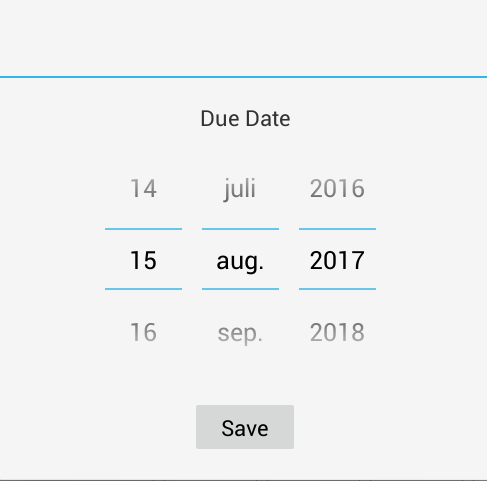 Due Date
14 juli 2016
15 aug. 2017
16 sep. 2018
Save